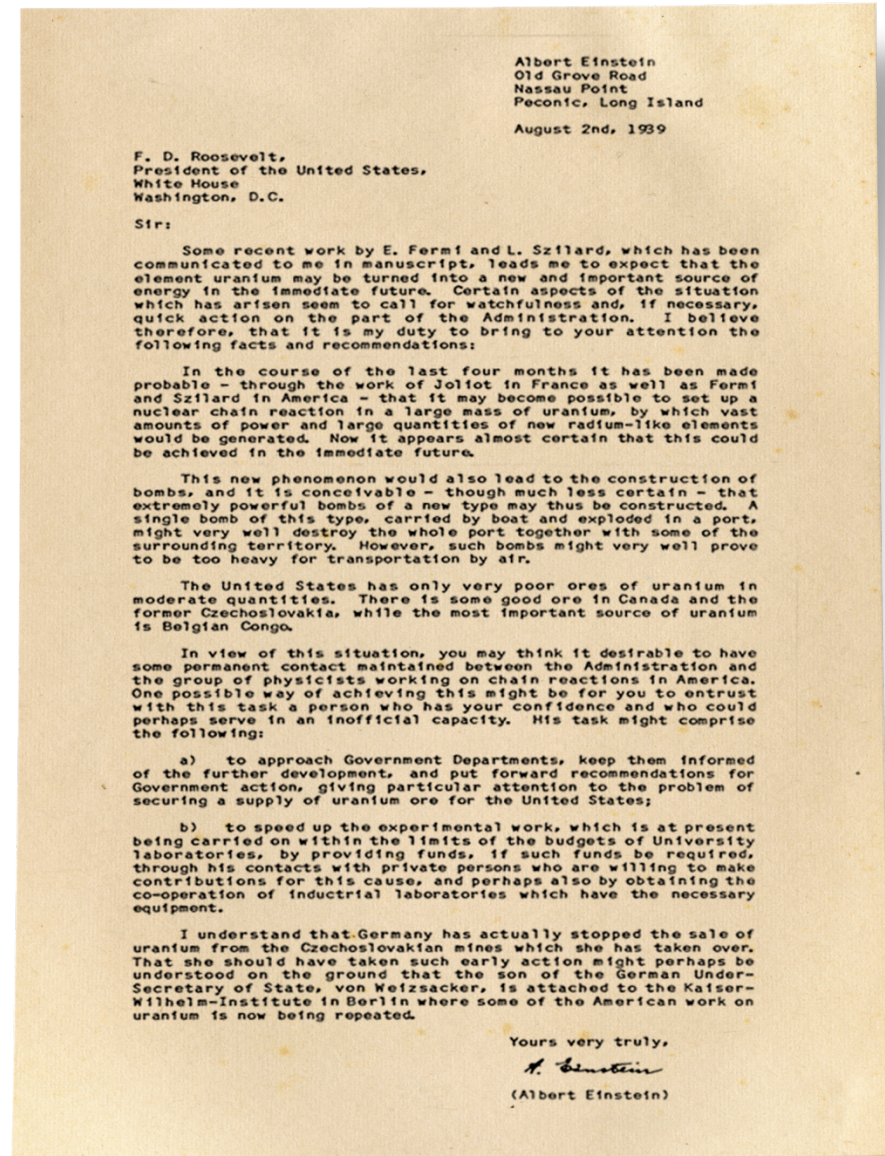 Albert Einstein
Old Grove Road
Nassau Point
Peconic, Long Island
August 2nd, 1939
F. D. Roosevelt,
President of the United States,
White House
Washington, D.C.
Sir:
Some recent work by E. Fermi and L. Szilard, which has been
communicated to me in manuscript, leads me to expect that the
element uranium may be turned into a new and important source of
energy in the immediate future. Certain aspects of the situation
which has arisen seem to call for watchfulness and, if necessary,
quick action on the part of the Administration. I believe
therefore, that it is my duty to bring to your attention the
following facts and recommendations:
In the course of the last four months it has been made
probable - through the work of Joliot in France as well as Fermi
and Szilard in America - that it may become possible to set up a
nuclear chain reaction in a large mass of uranium, by which vast
amounts of power and large quantities of new radium-like elements
would be generated. Now it appears almost certain that this could
be achieved in the immediate future.
This new phenomenon would also lead to the construction of
bombs, and it is conceivable - though much less certain - that
extremely powerful bombs of a new type may thus be constructed. A
single bomb of this type, carried by boat and exploded in a port,
might very well destroy the whole port together with some of the
surrounding territory. However, such bombs might very well prove
to be too heavy for transportation by air.
The United States has only very poor ores of uranium in
moderate quantities. There is some good ore in Canada and the
former Czechoslovakia, while the most important source of uranium
is Belgian Congo.
In view of this situation, you may think it desirable to have
some permanent contact maintained between the Administration and
the group of physicists working on chain reactions in America.
One possible way of achieving this might be for you to entrust
with this task a person who has your confidence and who could
perhaps serve in an inofficial capacity. His task might comprise
the following:
a) to approach Government Departments, keep them informed
of the further development, and put forward recommendations for
Government action, giving particular attention to the problem of
securing a supply of uranium ore for the United States;
b) to speed up the experimental work, which is at present
being carried on within the limits of the budgets of University
laboratories, by providing funds, if such funds be required,
through his contacts with private persons who are willing to make
contributions for this cause, and perhaps also by obtaining the
co-operation of inductrial laboratories which have the necessary
equipment.
I understand that Germany has actually stopped the sale of
uranium from the Czechoslovakian mines which she has taken over.
That she should have taken such early action might perhaps be
understood on the ground that the son of the German Under-
Secretary of State, von Weizsacker, is attached to the Kaiser-
Wilhelm-Institute in Berlin where some of the American work on
uranium is now being repeated.
Yours very truly,
A. Einstein
(Albert Einstein)